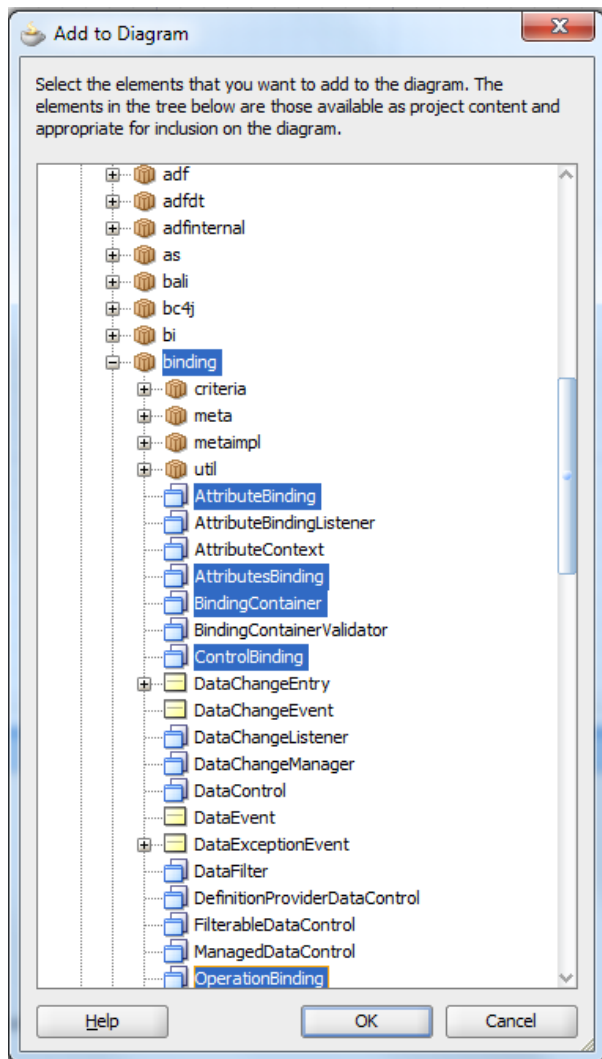 Add to Diagram
Select the elements that you want to add to the diagram. The
elements in the tree below are those available as project content and
appropriate for inclusion on the diagram.
adf
adfdt
adfinternal
as
bali
bc4j
bi
binding
criteria
meta
metaimpl
util
AttributeBinding
AttributeBindingListener
AttributeContext
AttributesBinding
BindingContainer
BindingContainerValidator
ControlBinding
DataChangeEntry
DataChangeEvent
DataChangeListener
DataChangeManager
DataControl
DataEvent
DataExceptionEvent
DataFilter
DefinitionProviderDataControl
FilterableDataControl
ManagedDataControl
OperationBinding
Help OK Cancel